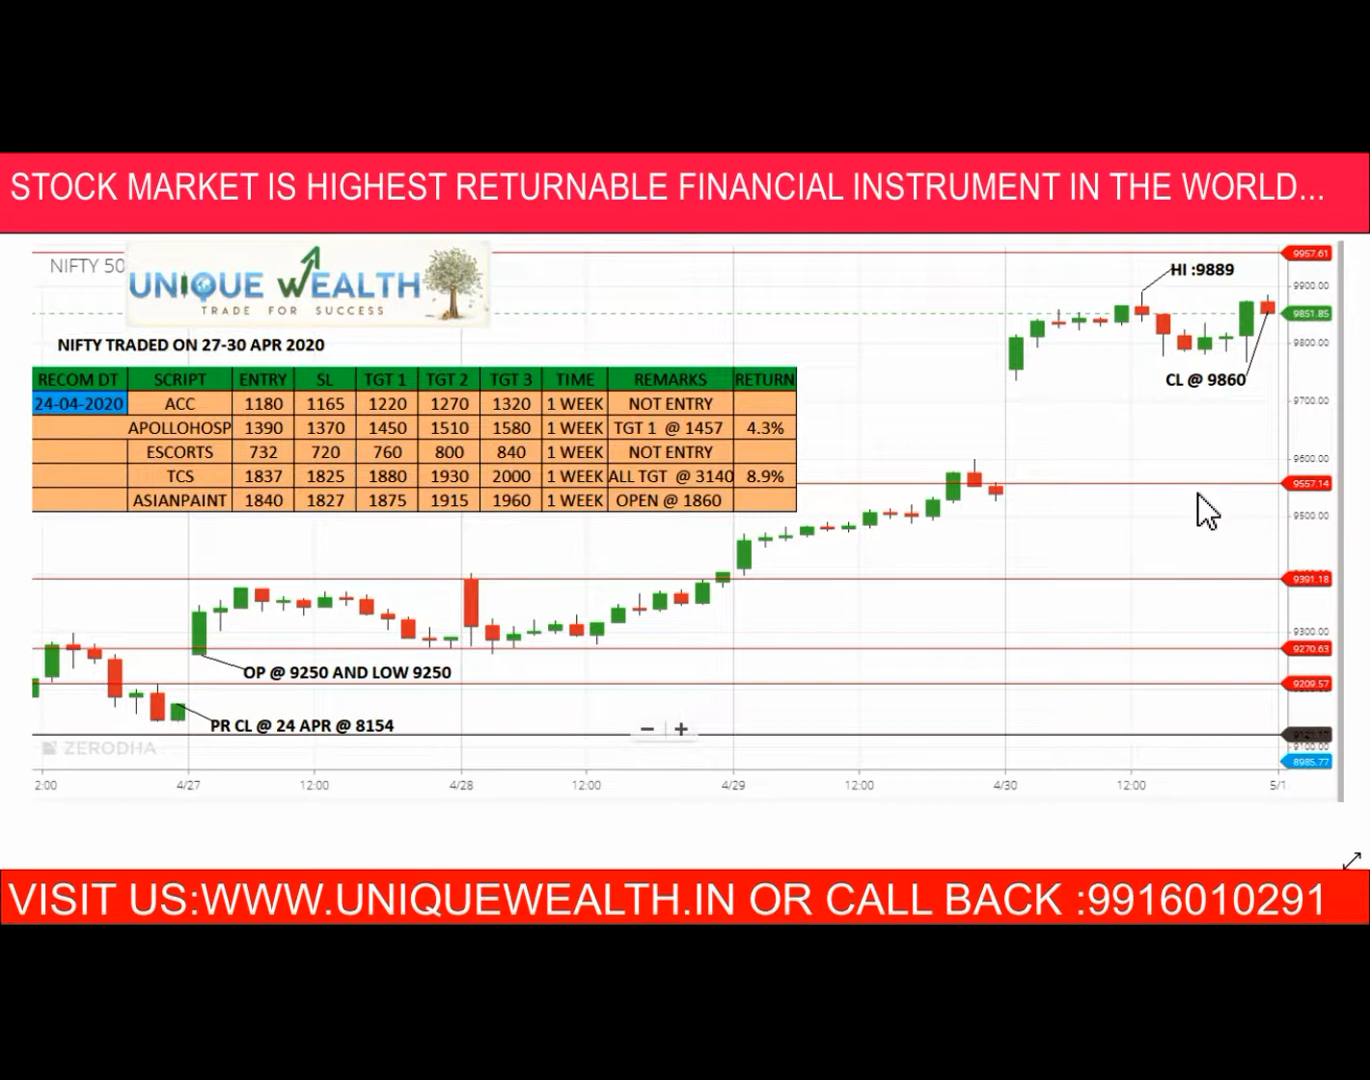 STOCK MARKET IS HIGHEST RETURNABLE FINANCIAL INSTRUMENT IN THE WORLD...
NIFTY 50
UNIQUE WEALTH
TRADE FOR SUCCESS
9957.61
HI :9889
9900.00
9851.85
NIFTY TRADED ON 27-30 APR 2020
9800.00
CL @ 9860
RECOM DT SCRIPT ENTRY SL TGT 1 TGT 2 TGT 3 TIME REMARKS RETURN
24-04-2020 ACC 1180 1165 1220 1270 1320 1 WEEK NOT ENTRY
9700.00
APOLLOHOSP 1390 1370 1450 1510 1580 1 WEEK TGT 1 @ 1457 4.3%
ESCORTS 732 720 760 800 840 1 WEEK NOT ENTRY
9600.00
TCS 1837 1825 1880 1930 2000 1 WEEK ALL TGT @ 3140 8.9%
9557.14
ASIANPAINT 1840 1827 1875 1915 1960 1 WEEK OPEN @ 1860
9500.00
9391.18
9300.00
9270.63
OP @ 9250 AND LOW 9250
9209.57
PR CL @ 24 APR @ 8154
ZERODHA
9100.00
8985.77
2:00 4/27 12:00 4/28 12:00 4/29 12:00 4/30 12:00 5/1
VISIT US:WWW.UNIQUEWEALTH.IN OR CALL BACK :9916010291